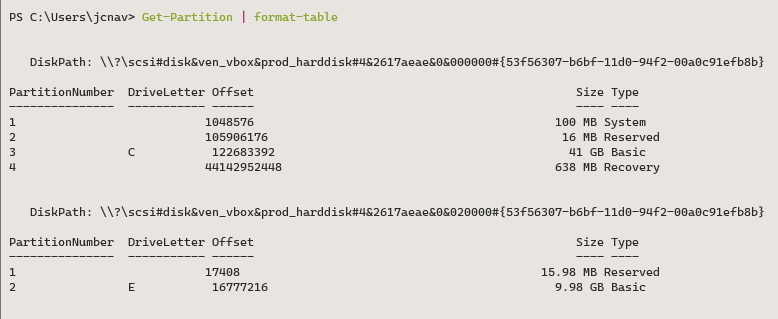 PS C:\Users\jcnav> Get-Partition | format-table
DiskPath: \\?\scsi#disk&ven_vbox&prod_harddisk#4&2617aeae&0&000000#{53f56307-b6bf-11d0-94f2-00a0c91efb8b}
PartitionNumber  DriveLetter Offset                                              Size Type
---------------  ----------- ------                                              ---- ----
1                            1048576                                           100 MB System
2                            105906176                                          16 MB Reserved
3                C           122683392                                          41 GB Basic
4                            44142952448                                       638 MB Recovery
DiskPath: \\?\scsi#disk&ven_vbox&prod_harddisk#4&2617aeae&0&020000#{53f56307-b6bf-11d0-94f2-00a0c91efb8b}
PartitionNumber  DriveLetter Offset                                              Size Type
---------------  ----------- ------                                              ---- ----
1                            17408                                           15.98 MB Reserved
2                E           16777216                                         9.98 GB Basic